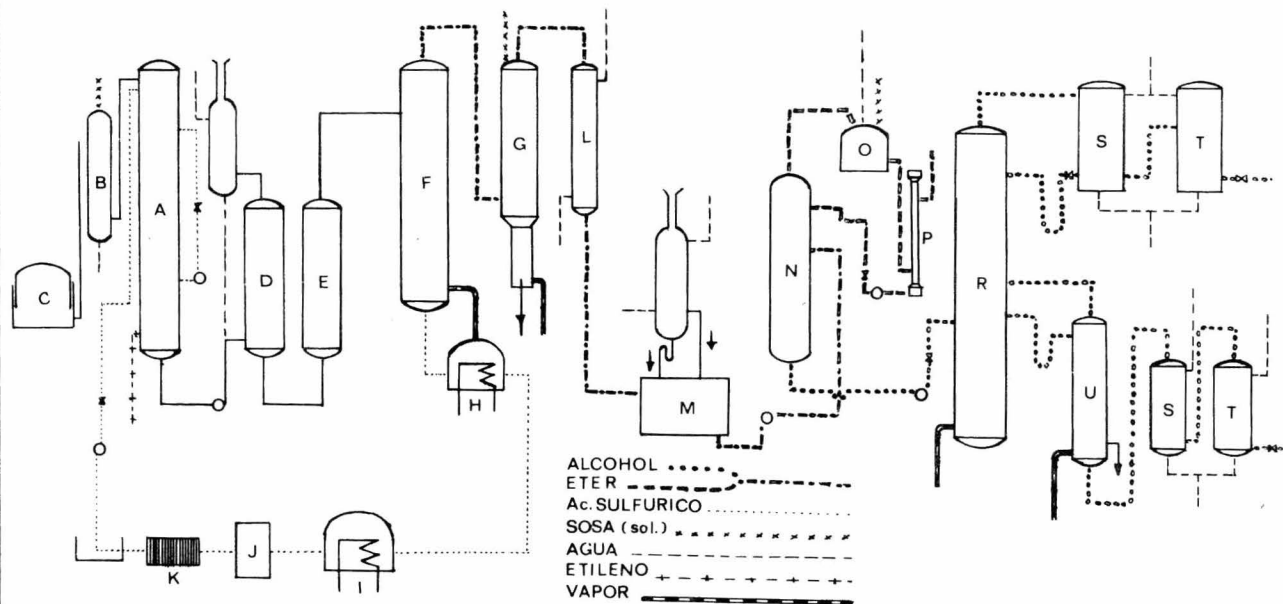 A
B
C
D
E
F
G
H
I
J
K
L
M
N
O
P
R
S
T
U
S
T
ALCOHOL
ETER
Ac. SULFURICO
SOSA (sol.)
AGUA
ETILENO
VAPOR